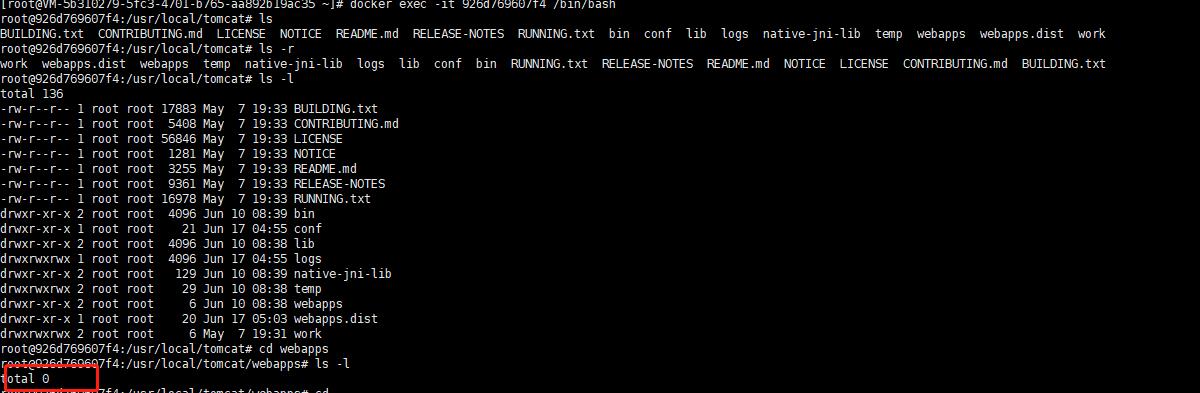 [root@VM-5b310279-5fc3-4701-b765-aa892b19ac35 ~]# docker exec -it 926d769607f4 /bin/bash
root@926d769607f4:/usr/local/tomcat# ls
BUILDING.txt  CONTRIBUTING.md  LICENSE  NOTICE  README.md  RELEASE-NOTES  RUNNING.txt  bin  conf  lib  logs  native-jni-lib  temp  webapps  webapps.dist  work
root@926d769607f4:/usr/local/tomcat# ls -r
work  webapps.dist  webapps  temp  native-jni-lib  logs  lib  conf  bin  RUNNING.txt  RELEASE-NOTES  README.md  NOTICE  LICENSE  CONTRIBUTING.md  BUILDING.txt
root@926d769607f4:/usr/local/tomcat# ls -l
total 136
-rw-r--r-- 1 root root 17883 May  7 19:33 BUILDING.txt
-rw-r--r-- 1 root root  5408 May  7 19:33 CONTRIBUTING.md
-rw-r--r-- 1 root root 56846 May  7 19:33 LICENSE
-rw-r--r-- 1 root root  1281 May  7 19:33 NOTICE
-rw-r--r-- 1 root root  3255 May  7 19:33 README.md
-rw-r--r-- 1 root root  9361 May  7 19:33 RELEASE-NOTES
-rw-r--r-- 1 root root 16978 May  7 19:33 RUNNING.txt
drwxr-xr-x 2 root root  4096 Jun 10 08:39 bin
drwxr-xr-x 1 root root    21 Jun 17 04:55 conf
drwxr-xr-x 2 root root  4096 Jun 10 08:38 lib
drwxrwxrwx 1 root root  4096 Jun 17 04:55 logs
drwxr-xr-x 2 root root   129 Jun 10 08:39 native-jni-lib
drwxrwxrwx 2 root root    29 Jun 10 08:38 temp
drwxr-xr-x 2 root root     6 Jun 10 08:38 webapps
drwxr-xr-x 1 root root    20 Jun 17 05:03 webapps.dist
drwxrwxrwx 2 root root     6 May  7 19:31 work
root@926d769607f4:/usr/local/tomcat# cd webapps
root@926d769607f4:/usr/local/tomcat/webapps# ls -l
total 0
root@926d769607f4:/usr/local/tomcat/webapps# cd